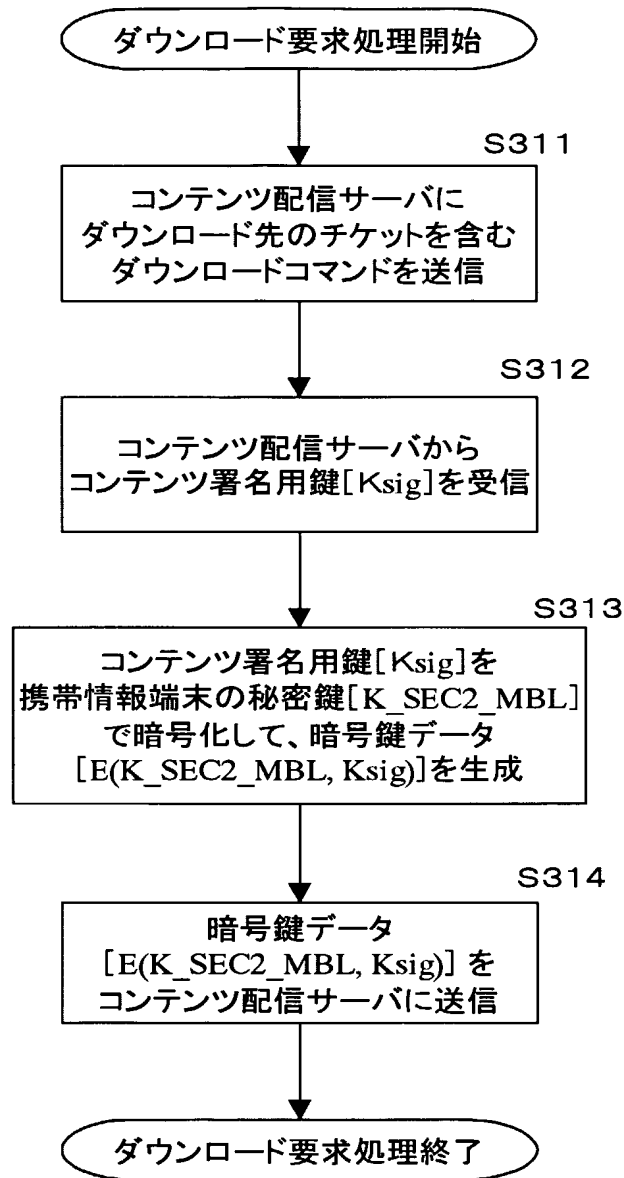 ダウンロード要求処理開始
S311
コンテンツ配信サーバに
ダウンロード先のチケットを含む
ダウンロードコマンドを送信
S312
コンテンツ配信サーバから
コンテンツ署名用鍵[Ksig]を受信
S313
コンテンツ署名用鍵[Ksig]を
携帯情報端末の秘密鍵[K_SEC2_MBL]
で暗号化して、暗号鍵データ
[E(K_SEC2_MBL, Ksig)]を生成
S314
暗号鍵データ
[E(K_SEC2_MBL, Ksig)] を
コンテンツ配信サーバに送信
ダウンロード要求処理終了